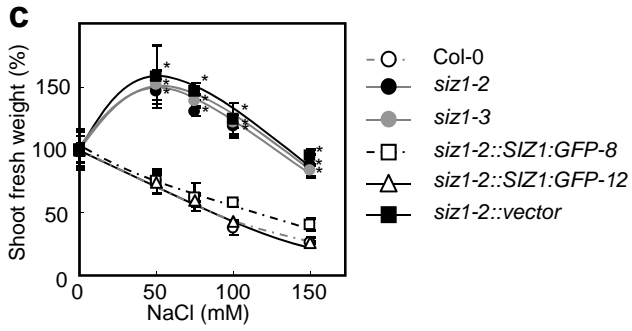 c
Shoot fresh weight (%)
150
100
50
0
0 50 100 150
NaCl (mM)
* * * * * * * * * * * *
Col-0
siz1-2
siz1-3
siz1-2::SIZ1:GFP-8
siz1-2::SIZ1:GFP-12
siz1-2::vector